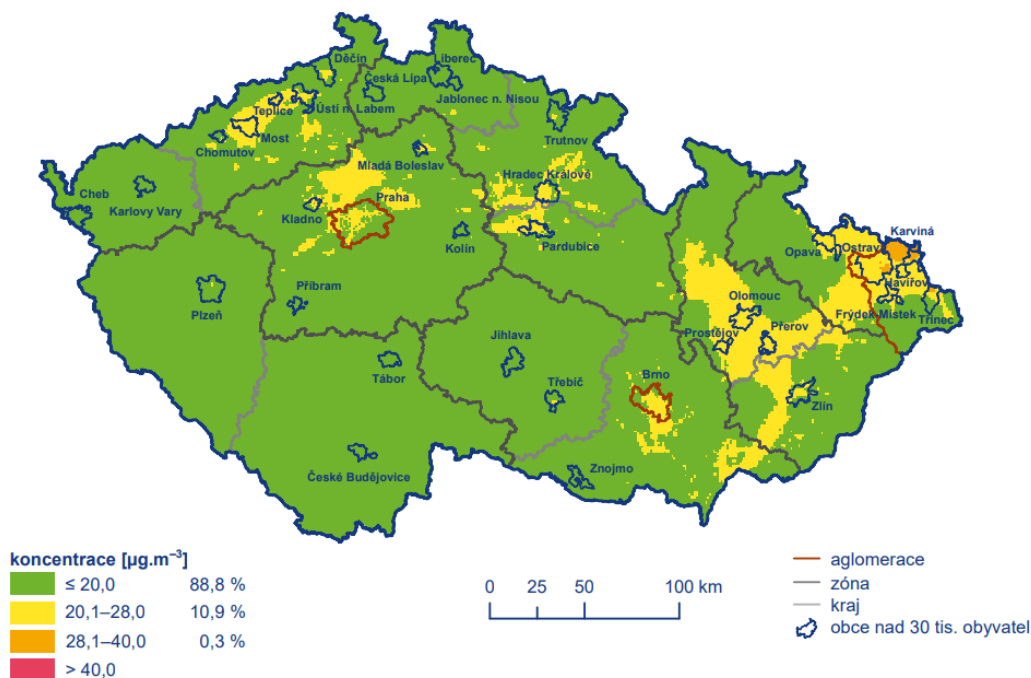 Děčín
Liberec
Česká Lípa
Jablonec n. Nisou
Teplice
Ústí n. Labem
Most
Chomutov
Trutnov
Mladá Boleslav
Hradec Králové
Cheb
Karlovy Vary
Praha
Kladno
Kolín
Pardubice
Karviná
Ostrava
Opava
Havířov
Plzeň
Příbram
Olomouc
Frýdek-Místek
Třinec
Prostějov
Přerov
Jihlava
Tábor
Třebíč
Brno
Zlín
České Budějovice
Znojmo
koncentrace [µg.m⁻³]
≤ 20,0 88,8 %
20,1–28,0 10,9 %
28,1–40,0 0,3 %
> 40,0
0 25 50 100 km
aglomerace
zóna
kraj
obce nad 30 tis. obyvatel